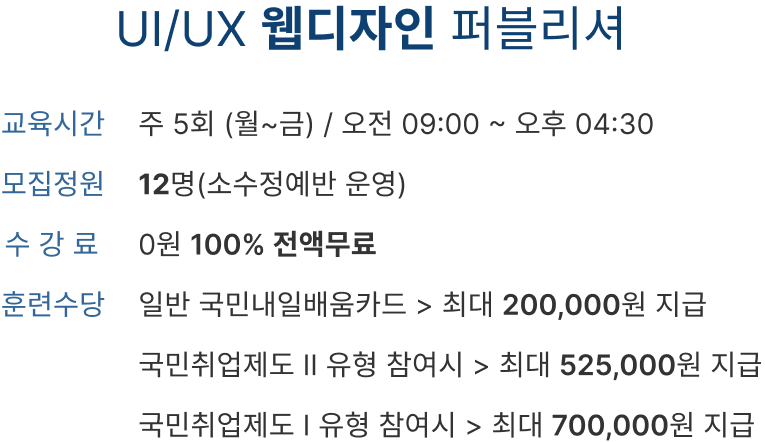 UI/UX 웹디자인 퍼블리셔
교육시간 주 5회 (월~금) / 오전 09:00 ~ 오후 04:30
모집정원 12명(소수정예반 운영)
수 강 료 0원 100% 전액무료
훈련수당 일반 국민내일배움카드 > 최대 200,000원 지급
국민취업제도 II 유형 참여시 > 최대 525,000원 지급
국민취업제도 I 유형 참여시 > 최대 700,000원 지급